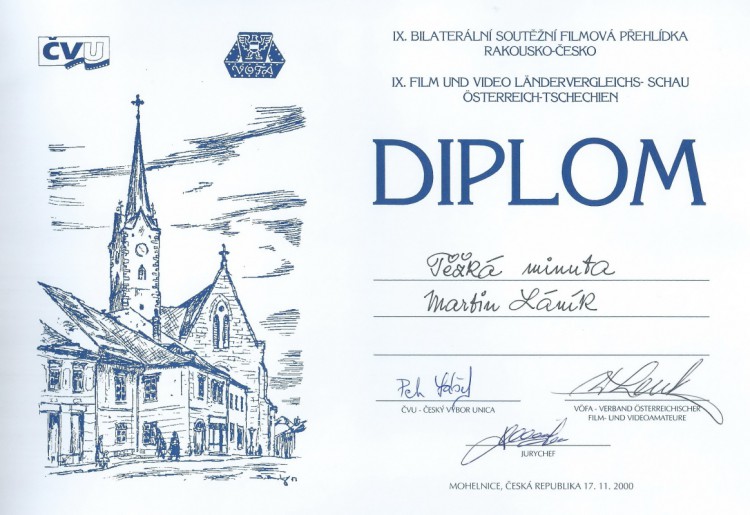 ČVU
VÖFA
IX. BILATERÁLNÍ SOUTĚŽNÍ FILMOVÁ PŘEHLÍDKA
RAKOUSKO-ČESKO
IX. FILM UND VIDEO LÄNDERVERGLEICHS- SCHAU
ÖSTERREICH-TSCHECHIEN
DIPLOM
Těžká minuta
Martin Láník
ČVU - ČESKÝ VÝBOR UNICA
VÖFA - VERBAND ÖSTERREICHISCHER
FILM- UND VIDEOAMATEURE
JURYCHEF
MOHELNICE, ČESKÁ REPUBLIKA 17. 11. 2000